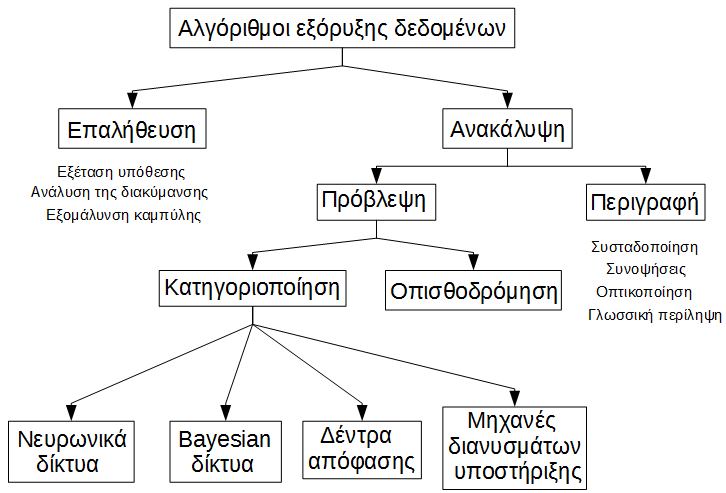 Αλγόριθμοι εξόρυξης δεδομένων
Επαλήθευση
Ανακάλυψη
Εξέταση υπόθεσης
Ανάλυση της διακύμανσης
Εξομάλυνση καμπύλης
Πρόβλεψη
Περιγραφή
Συσταδοποίηση
Συνοψήσεις
Οπτικοποίηση
Γλωσσική περίληψη
Κατηγοριοποίηση
Οπισθοδρόμηση
Νευρωνικά
δίκτυα
Bayesian
δίκτυα
Δέντρα
απόφασης
Μηχανές
διανυσμάτων
υποστήριξης